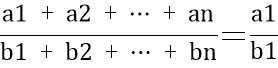 a1 + a2 + ⋯ + an a1
b1 + b2 + ⋯ + bn = b1